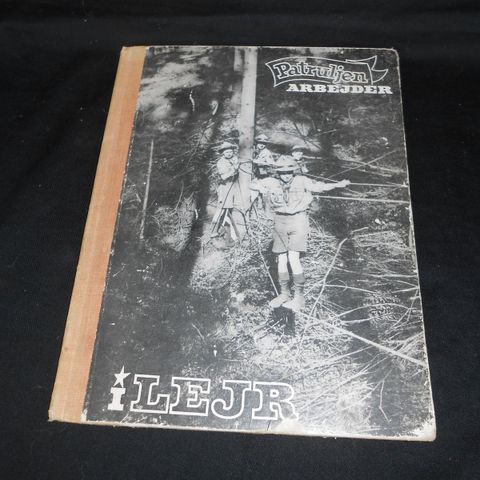 Patruljen
ARBEJDER
i LEJR